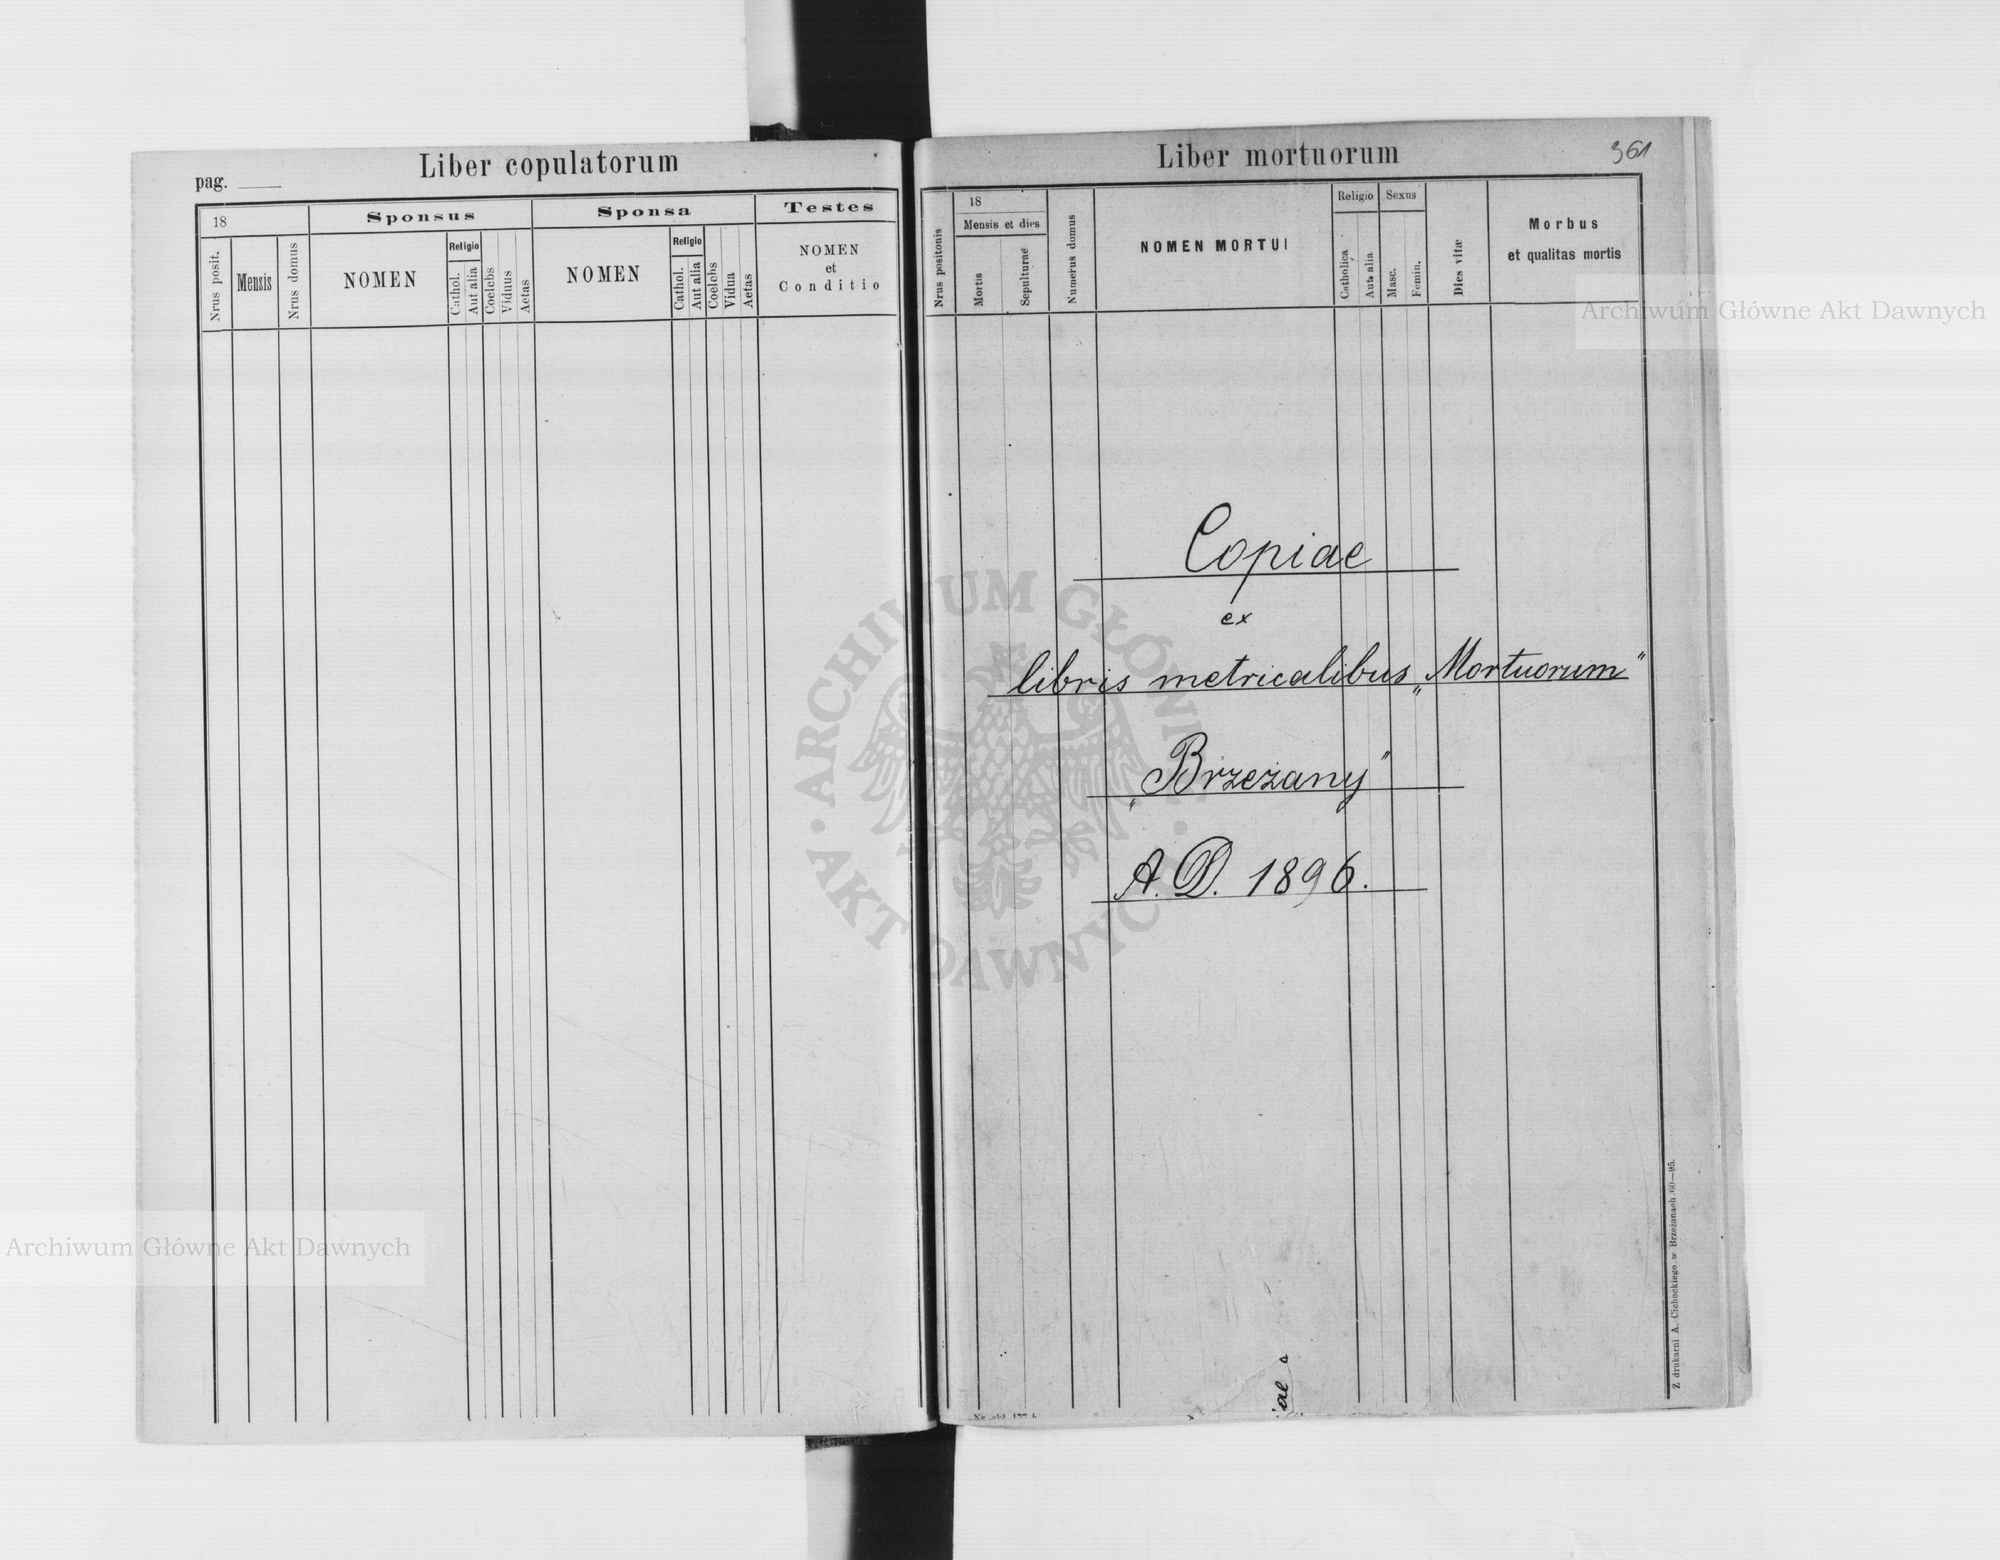 Liber copulatorum
pag.
18
Sponsus
Sponsa
Testes
Nrus posit.
Mensis
Nrus domus
NOMEN
Religio
Cathol.
Aut alia
Coelebs
Viduus
Aetas
NOMEN
Religio
Cathol.
Aut alia
Coelebs
Vidua
Aetas
NOMEN
et
Conditio
Liber mortuorum
361
Nrus positonis
18
Mensis et dies
Mortis
Sepulturae
Numerus domus
NOMEN MORTUI
Religio
Catholica
Aut alia
Sexus
Masc.
Femin.
Dies vitæ
Morbus
et qualitas mortis
Copiae
ex
libris metricalibus „Mortuorum”
„Brzeżany”
A. D. 1896.
Z drukarni A. Cichockiego w Brzeżanach
Archiwum Główne Akt Dawnych
Archiwum Główne Akt Dawnych
ARCHIWUM GŁÓWNE
AKT DAWNYCH